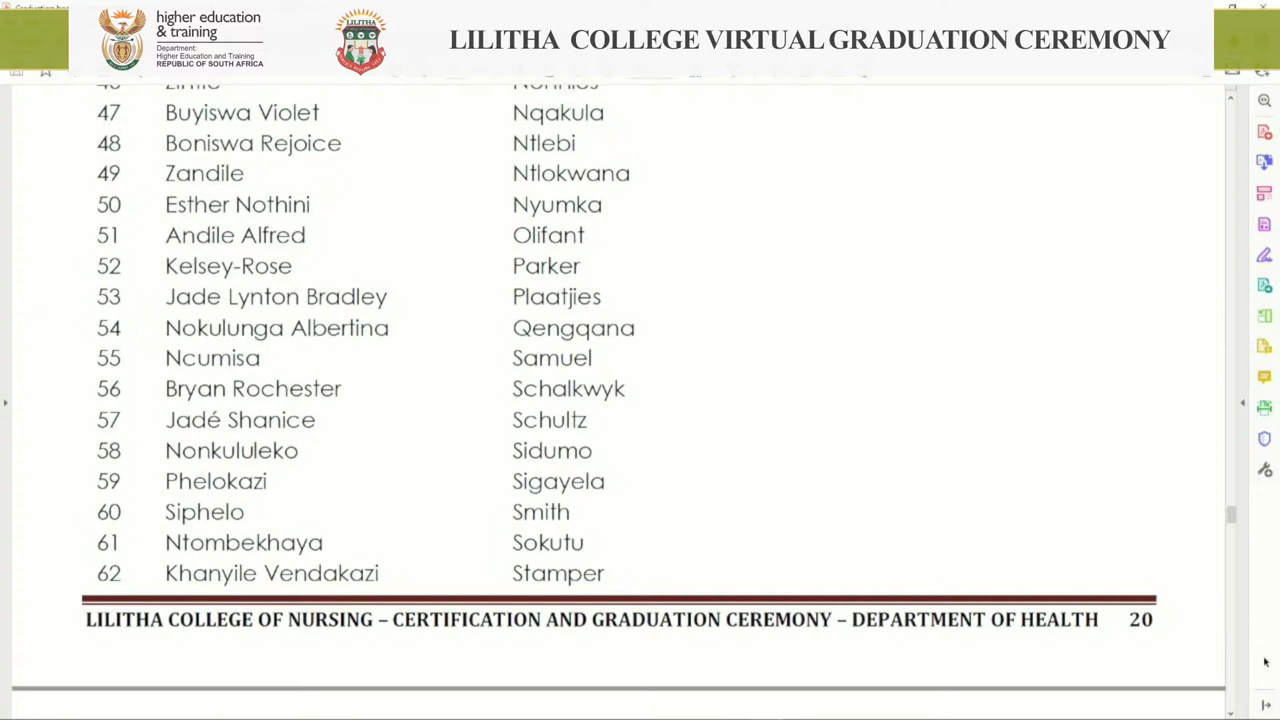 higher education
& training
Department:
Higher Education and Training
REPUBLIC OF SOUTH AFRICA
LILITHA
LILITHA COLLEGE VIRTUAL GRADUATION CEREMONY
47 Buyiswa Violet Nqakula
48 Boniswa Rejoice Ntlebi
49 Zandile Ntlokwana
50 Esther Nothini Nyumka
51 Andile Alfred Olifant
52 Kelsey-Rose Parker
53 Jade Lynton Bradley Plaatjies
54 Nokulunga Albertina Qengqana
55 Ncumisa Samuel
56 Bryan Rochester Schalkwyk
57 Jadé Shanice Schultz
58 Nonkululeko Sidumo
59 Phelokazi Sigayela
60 Siphelo Smith
61 Ntombekhaya Sokutu
62 Khanyile Vendakazi Stamper
LILITHA COLLEGE OF NURSING – CERTIFICATION AND GRADUATION CEREMONY – DEPARTMENT OF HEALTH 20